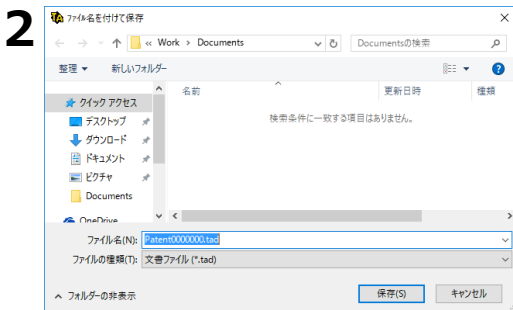 2
ファイル名を付けて保存
« Work › Documents
Documentsの検索
整理 新しいフォルダー
名前 更新日時 種類
検索条件に一致する項目はありません。
クイック アクセス
デスクトップ
ダウンロード
ドキュメント
ピクチャ
Documents
OneDrive
ファイル名(N): Patent0000000.tad
ファイルの種類(T): 文書ファイル (*.tad)
フォルダーの非表示 保存(S) キャンセル